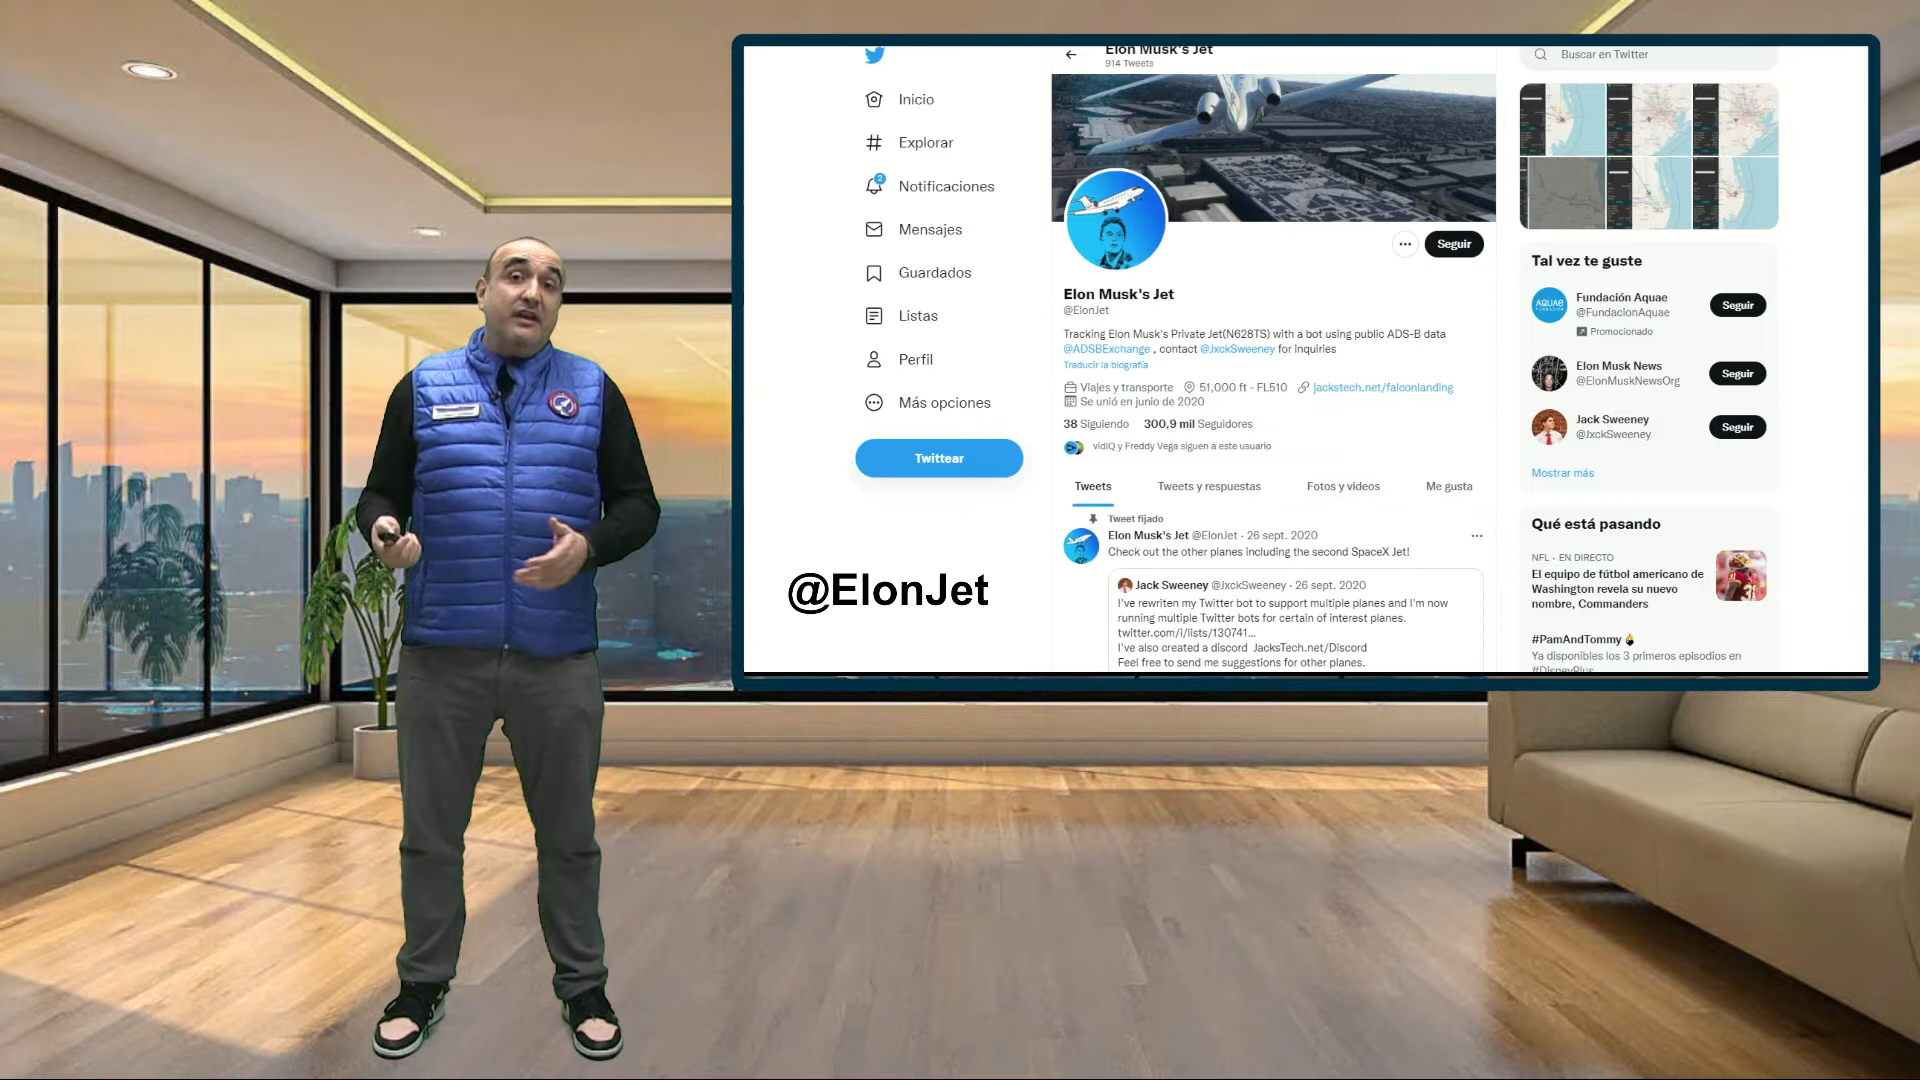 Inicio
Explorar
2
Notificaciones
Mensajes
Guardados
Listas
Perfil
Más opciones
Twittear
@ElonJet
Elon Musk's Jet
914 Tweets
Seguir
Elon Musk's Jet
@ElonJet
Tracking Elon Musk's Private Jet(N628TS) with a bot using public ADS-B data
@ADSBExchange , contact @JxckSweeney for inquiries
Traducir la biografía
Viajes y transporte 51,000 ft - FL510 jackstech.net/falconlanding
Se unió en junio de 2020
38 Siguiendo 300,9 mil Seguidores
vidIQ y Freddy Vega siguen a este usuario
Tweets Tweets y respuestas Fotos y videos Me gusta
Tweet fijado
Elon Musk's Jet @ElonJet · 26 sept. 2020
Check out the other planes including the second SpaceX Jet!
Jack Sweeney @JxckSweeney · 26 sept. 2020
I've rewriten my Twitter bot to support multiple planes and I'm now
running multiple Twitter bots for certain of interest planes.
twitter.com/i/lists/130741...
I've also created a discord JacksTech.net/Discord
Feel free to send me suggestions for other planes.
Buscar en Twitter
Tal vez te guste
AQUAE
FUNDACIÓN
Fundación Aquae
@FundacionAquae
Promocionado
Seguir
Elon Musk News
@ElonMuskNewsOrg
Seguir
Jack Sweeney
@JxckSweeney
Seguir
Mostrar más
Qué está pasando
NFL · EN DIRECTO
El equipo de fútbol americano de
Washington revela su nuevo
nombre, Commanders
#PamAndTommy
Ya disponibles los 3 primeros episodios en
#DisneyPlus